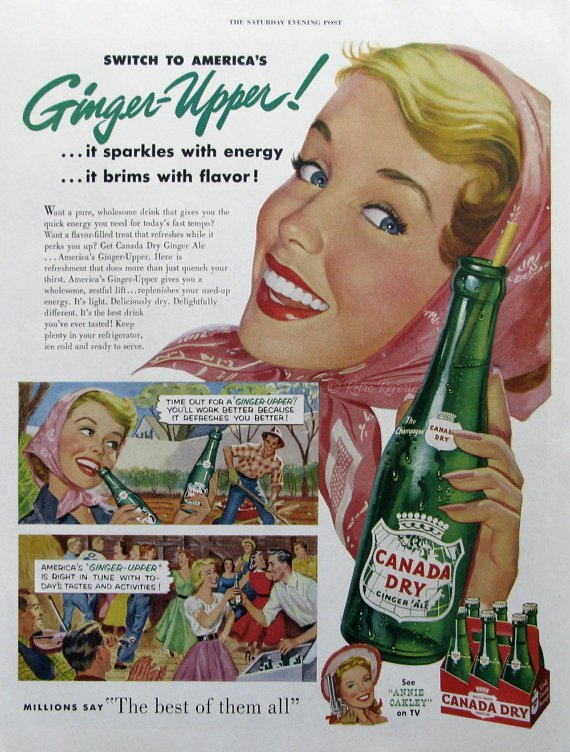 THE SATURDAY EVENING POST
SWITCH TO AMERICA'S
Ginger-Upper!
...it sparkles with energy
...it brims with flavor!
Want a pure, wholesome drink that gives you the
quick energy you need for today's fast tempo?
Want a flavor-filled treat that refreshes while it
perks you up? Get Canada Dry Ginger Ale
... America's Ginger-Upper. Here is
refreshment that does more than just quench your
thirst. America's Ginger-Upper gives you a
wholesome, zestful lift...replenishes your used-up
energy. It's light. Deliciously dry. Delightfully
different. It's the best drink
you've ever tasted! Keep
plenty in your refrigerator,
ice cold and ready to serve.
© Retro Reverie
TIME OUT FOR A "GINGER-UPPER"!
YOU'LL WORK BETTER BECAUSE
IT REFRESHES YOU BETTER!
The
Champagne
CANADA
DRY
CANADA
DRY
GINGER ALE
AMERICA'S "GINGER-UPPER"
IS RIGHT IN TUNE WITH TO-
DAY'S TASTES AND ACTIVITIES!
See
"ANNIE
OAKLEY"
on TV
CANADA DRY
MILLIONS SAY "The best of them all"